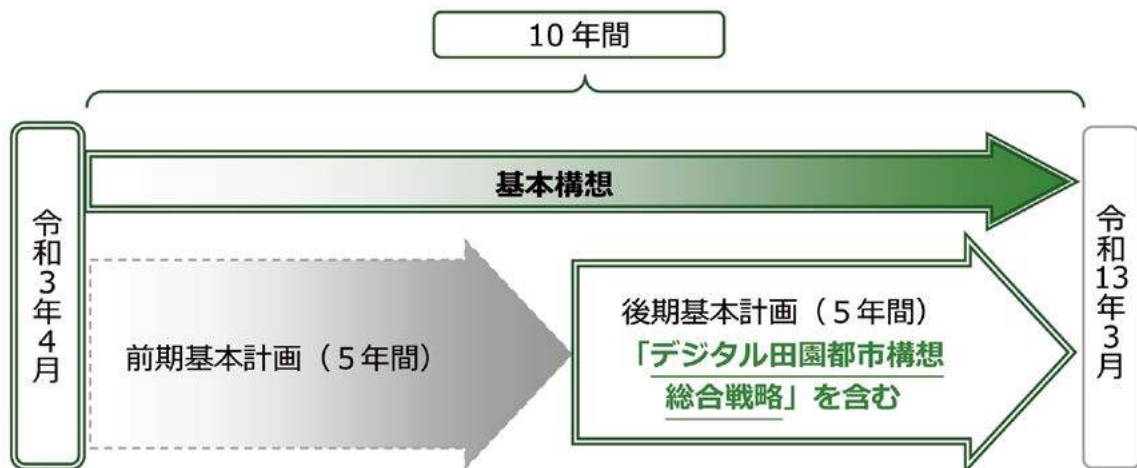 10年間
令和3年4月
基本構想
前期基本計画（5年間）
後期基本計画（5年間）
「デジタル田園都市構想
総合戦略」を含む
令和13年3月